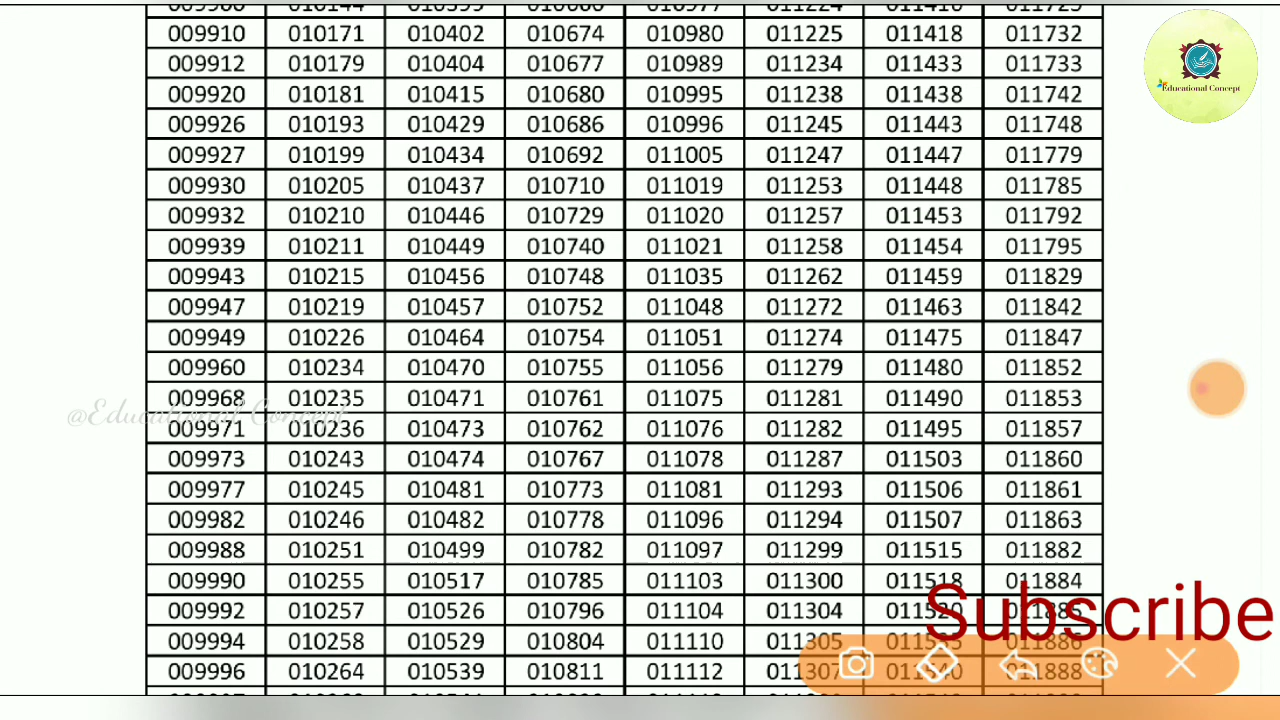 009910 010171 010402 010674 010980 011225 011418 011732
009912 010179 010404 010677 010989 011234 011433 011733
009920 010181 010415 010680 010995 011238 011438 011742
009926 010193 010429 010686 010996 011245 011443 011748
009927 010199 010434 010692 011005 011247 011447 011779
009930 010205 010437 010710 011019 011253 011448 011785
009932 010210 010446 010729 011020 011257 011453 011792
009939 010211 010449 010740 011021 011258 011454 011795
009943 010215 010456 010748 011035 011262 011459 011829
009947 010219 010457 010752 011048 011272 011463 011842
009949 010226 010464 010754 011051 011274 011475 011847
009960 010234 010470 010755 011056 011279 011480 011852
009968 010235 010471 010761 011075 011281 011490 011853
009971 010236 010473 010762 011076 011282 011495 011857
009973 010243 010474 010767 011078 011287 011503 011860
009977 010245 010481 010773 011081 011293 011506 011861
009982 010246 010482 010778 011096 011294 011507 011863
009988 010251 010499 010782 011097 011299 011515 011882
009990 010255 010517 010785 011103 011300 011518 011884
009992 010257 010526 010796 011104 011304
009994 010258 010529 010804 011110 011305
009996 010264 010539 010811 011112 011307 011888
Educational Concept
@Educational Concept
Subscribe